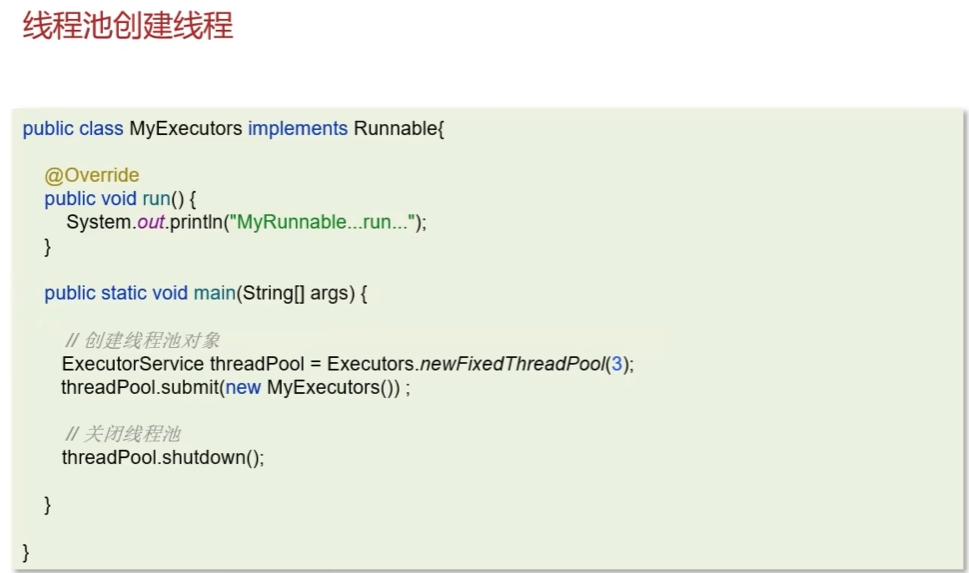 线程池创建线程
public class MyExecutors implements Runnable{
@Override
public void run() {
System.out.println("MyRunnable...run...");
}
public static void main(String[] args) {
// 创建线程池对象
ExecutorService threadPool = Executors.newFixedThreadPool(3);
threadPool.submit(new MyExecutors()) ;
// 关闭线程池
threadPool.shutdown();
}
}